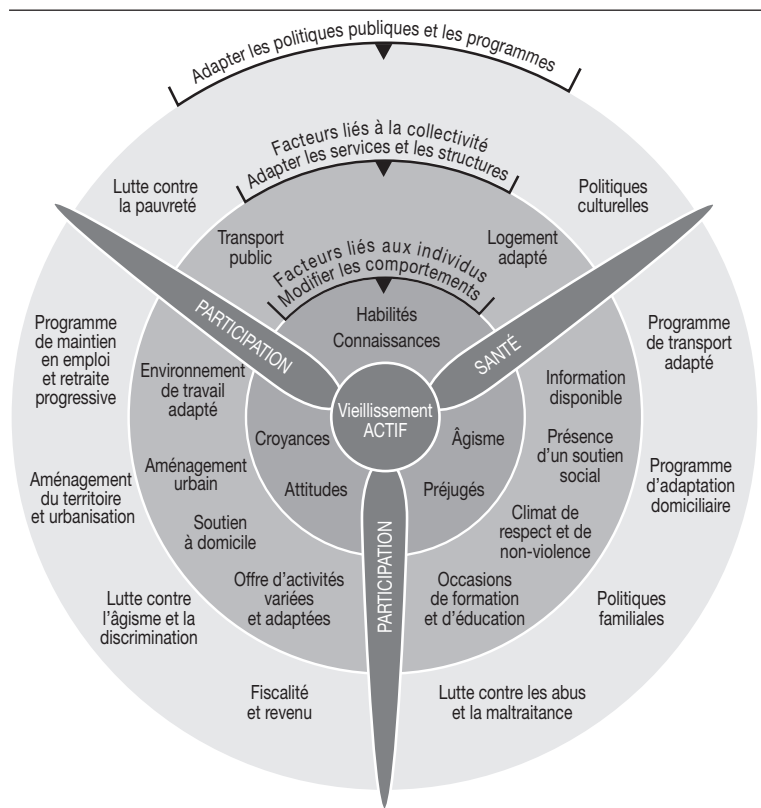 Adapter les politiques publiques et les programmes
Facteurs liés à la collectivité
Adapter les services et les structures
Lutte contre
la pauvreté
Politiques
culturelles
Transport
public
Logement
adapté
Facteurs liés aux individus
Modifier les comportements
Habilités
Connaissances
PARTICIPATION
SANTÉ
Programme
de maintien
en emploi
et retraite
progressive
Programme
de transport
adapté
Environnement
de travail
adapté
Information
disponible
Vieillissement
ACTIF
Croyances
Âgisme
Présence
d'un soutien
social
Aménagement
urbain
Attitudes
Préjugés
Aménagement
du territoire
et urbanisation
Programme
d'adaptation
domiciliaire
Soutien
à domicile
Climat de
respect et de
non-violence
PARTICIPATION
Offre d'activités
variées
et adaptées
Occasions
de formation
et d'éducation
Lutte contre
l'âgisme et la
discrimination
Politiques
familiales
Fiscalité
et revenu
Lutte contre les abus
et la maltraitance